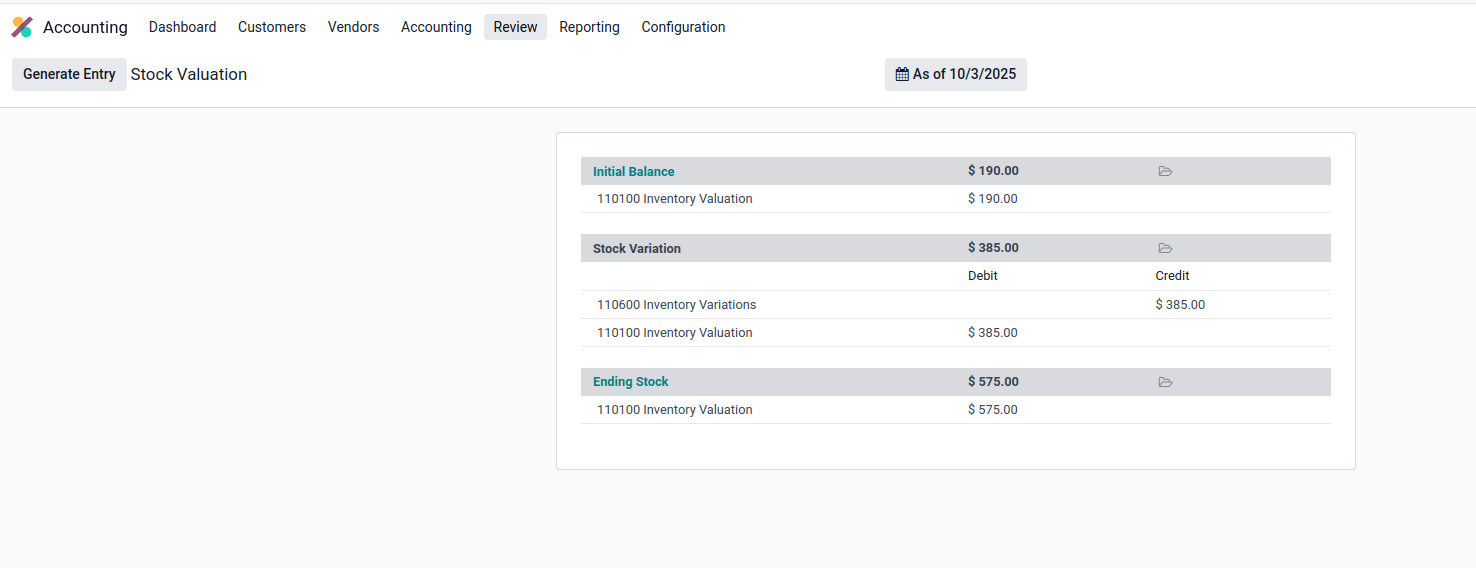 Accounting Dashboard Customers Vendors Accounting Review Reporting Configuration
Generate Entry Stock Valuation As of 10/3/2025
Initial Balance $ 190.00
110100 Inventory Valuation $ 190.00
Stock Variation $ 385.00
Debit Credit
110600 Inventory Variations $ 385.00
110100 Inventory Valuation $ 385.00
Ending Stock $ 575.00
110100 Inventory Valuation $ 575.00